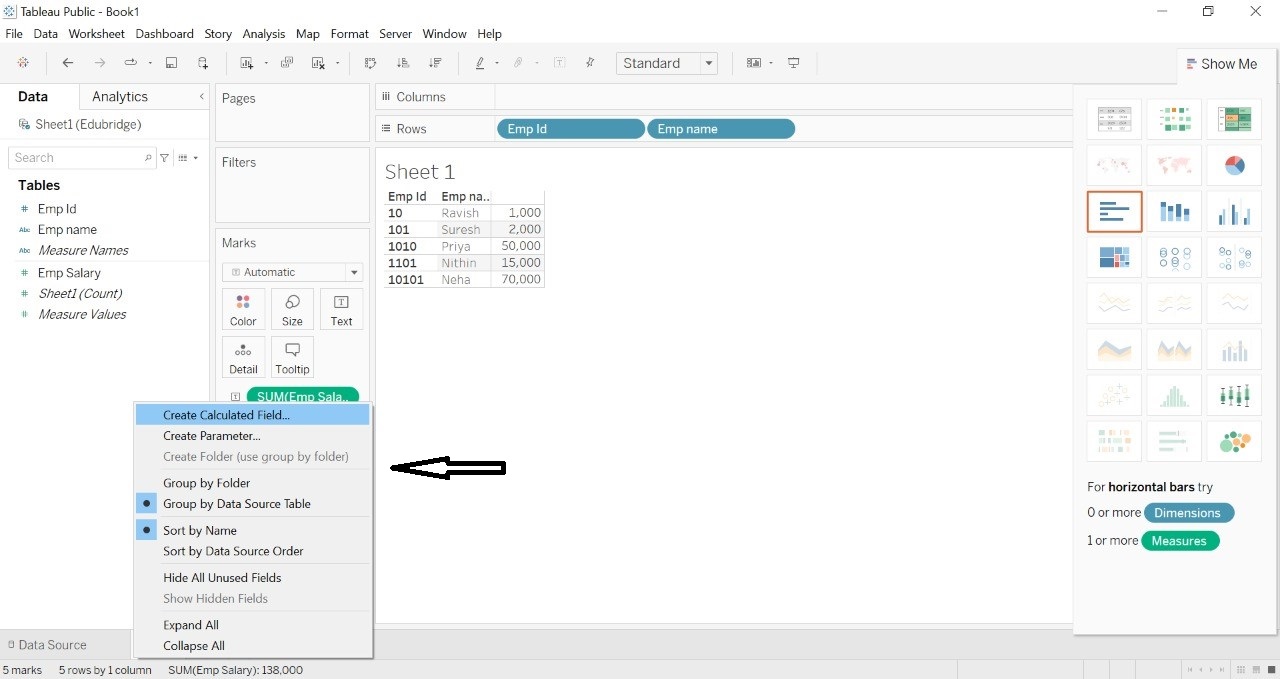 Tableau Public - Book1
File Data Worksheet Dashboard Story Analysis Map Format Server Window Help
Standard
Show Me
Data Analytics
Sheet1 (Edubridge)
Search
Tables
Emp Id
Abc Emp name
Abc Measure Names
Emp Salary
Sheet1 (Count)
Measure Values
Pages
Filters
Marks
Automatic
Color Size Text
Detail Tooltip
SUM(Emp Sala..
Columns
Rows Emp Id Emp name
Sheet 1
Emp Id Emp na..
10 Ravish 1,000
101 Suresh 2,000
1010 Priya 50,000
1101 Nithin 15,000
10101 Neha 70,000
Create Calculated Field...
Create Parameter...
Create Folder (use group by folder)
Group by Folder
Group by Data Source Table
Sort by Name
Sort by Data Source Order
Hide All Unused Fields
Show Hidden Fields
Expand All
Collapse All
For horizontal bars try
0 or more Dimensions
1 or more Measures
Data Source
5 marks 5 rows by 1 column SUM(Emp Salary): 138,000